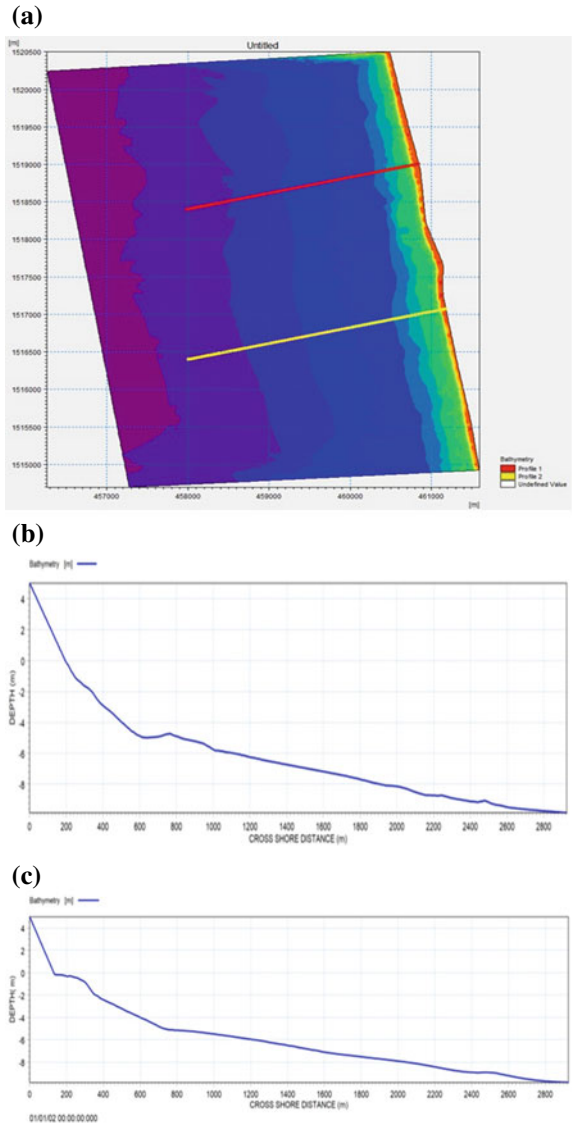 (a)
[m]
Untitled
1520500
1520000
1519500
1519000
1518500
1518000
1517500
1517000
1516500
1516000
1515500
1515000
457000 458000 459000 460000 461000
[m]
Bathymetry
Profile 1
Profile 2
Undefined Value
(b)
Bathymetry [m]
DEPTH (m)
4
2
0
-2
-4
-6
-8
0 200 400 600 800 1000 1200 1400 1600 1800 2000 2200 2400 2600 2800
CROSS SHORE DISTANCE (m)
(c)
Bathymetry [m]
DEPTH( m)
4
2
0
-2
-4
-6
-8
0 200 400 600 800 1000 1200 1400 1600 1800 2000 2200 2400 2600 2800
CROSS SHORE DISTANCE (m)
01/01/02 00:00:00:000